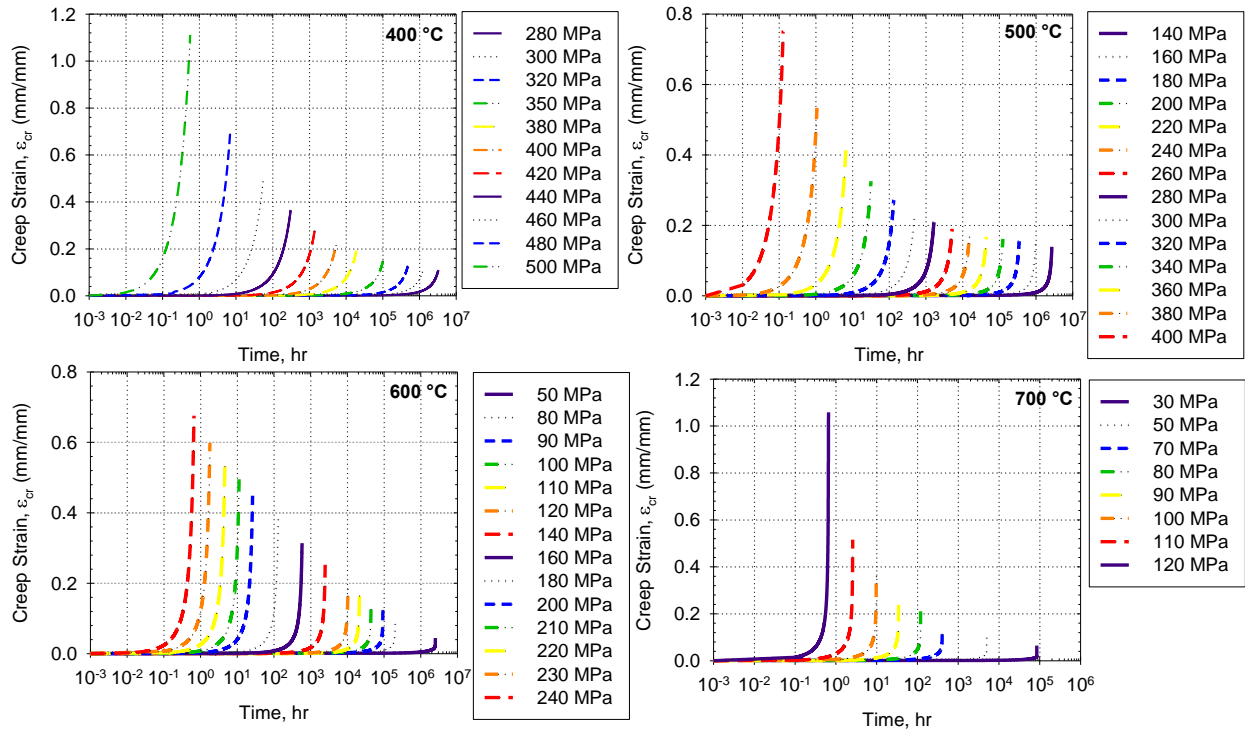 400 °C
Creep Strain, εcr (mm/mm)
1.2
1.0
0.8
0.6
0.4
0.2
0.0
10-3 10-2 10-1 100 101 102 103 104 105 106 107
Time, hr
280 MPa
300 MPa
320 MPa
350 MPa
380 MPa
400 MPa
420 MPa
440 MPa
460 MPa
480 MPa
500 MPa
500 °C
Creep Strain, εcr (mm/mm)
0.8
0.6
0.4
0.2
0.0
10-3 10-2 10-1 100 101 102 103 104 105 106 107
Time, hr
140 MPa
160 MPa
180 MPa
200 MPa
220 MPa
240 MPa
260 MPa
280 MPa
300 MPa
320 MPa
340 MPa
360 MPa
380 MPa
400 MPa
600 °C
Creep Strain, εcr (mm/mm)
0.8
0.6
0.4
0.2
0.0
10-3 10-2 10-1 100 101 102 103 104 105 106 107
Time, hr
50 MPa
80 MPa
90 MPa
100 MPa
110 MPa
120 MPa
140 MPa
160 MPa
180 MPa
200 MPa
210 MPa
220 MPa
230 MPa
240 MPa
700 °C
Creep Strain, εcr (mm/mm)
1.2
1.0
0.8
0.6
0.4
0.2
0.0
10-3 10-2 10-1 100 101 102 103 104 105 106
Time, hr
30 MPa
50 MPa
70 MPa
80 MPa
90 MPa
100 MPa
110 MPa
120 MPa